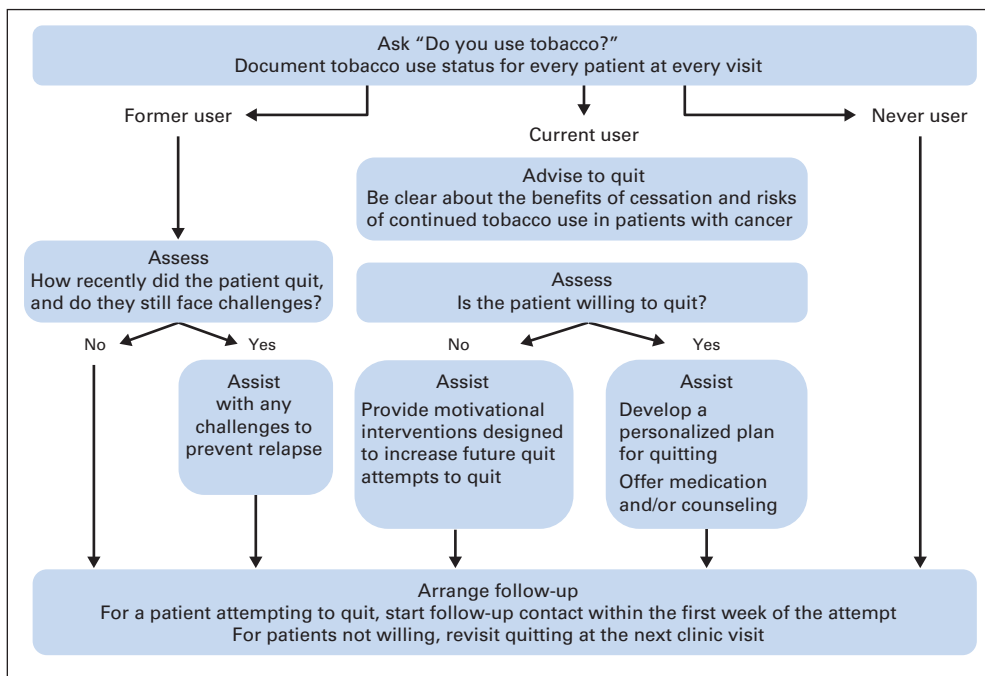 Ask “Do you use tobacco?”
Document tobacco use status for every patient at every visit
Former user
Current user
Never user
Advise to quit
Be clear about the benefits of cessation and risks
of continued tobacco use in patients with cancer
Assess
How recently did the patient quit,
and do they still face challenges?
Assess
Is the patient willing to quit?
No
Yes
No
Yes
Assist
with any
challenges to
prevent relapse
Assist
Provide motivational
interventions designed
to increase future quit
attempts to quit
Assist
Develop a
personalized plan
for quitting
Offer medication
and/or counseling
Arrange follow-up
For a patient attempting to quit, start follow-up contact within the first week of the attempt
For patients not willing, revisit quitting at the next clinic visit